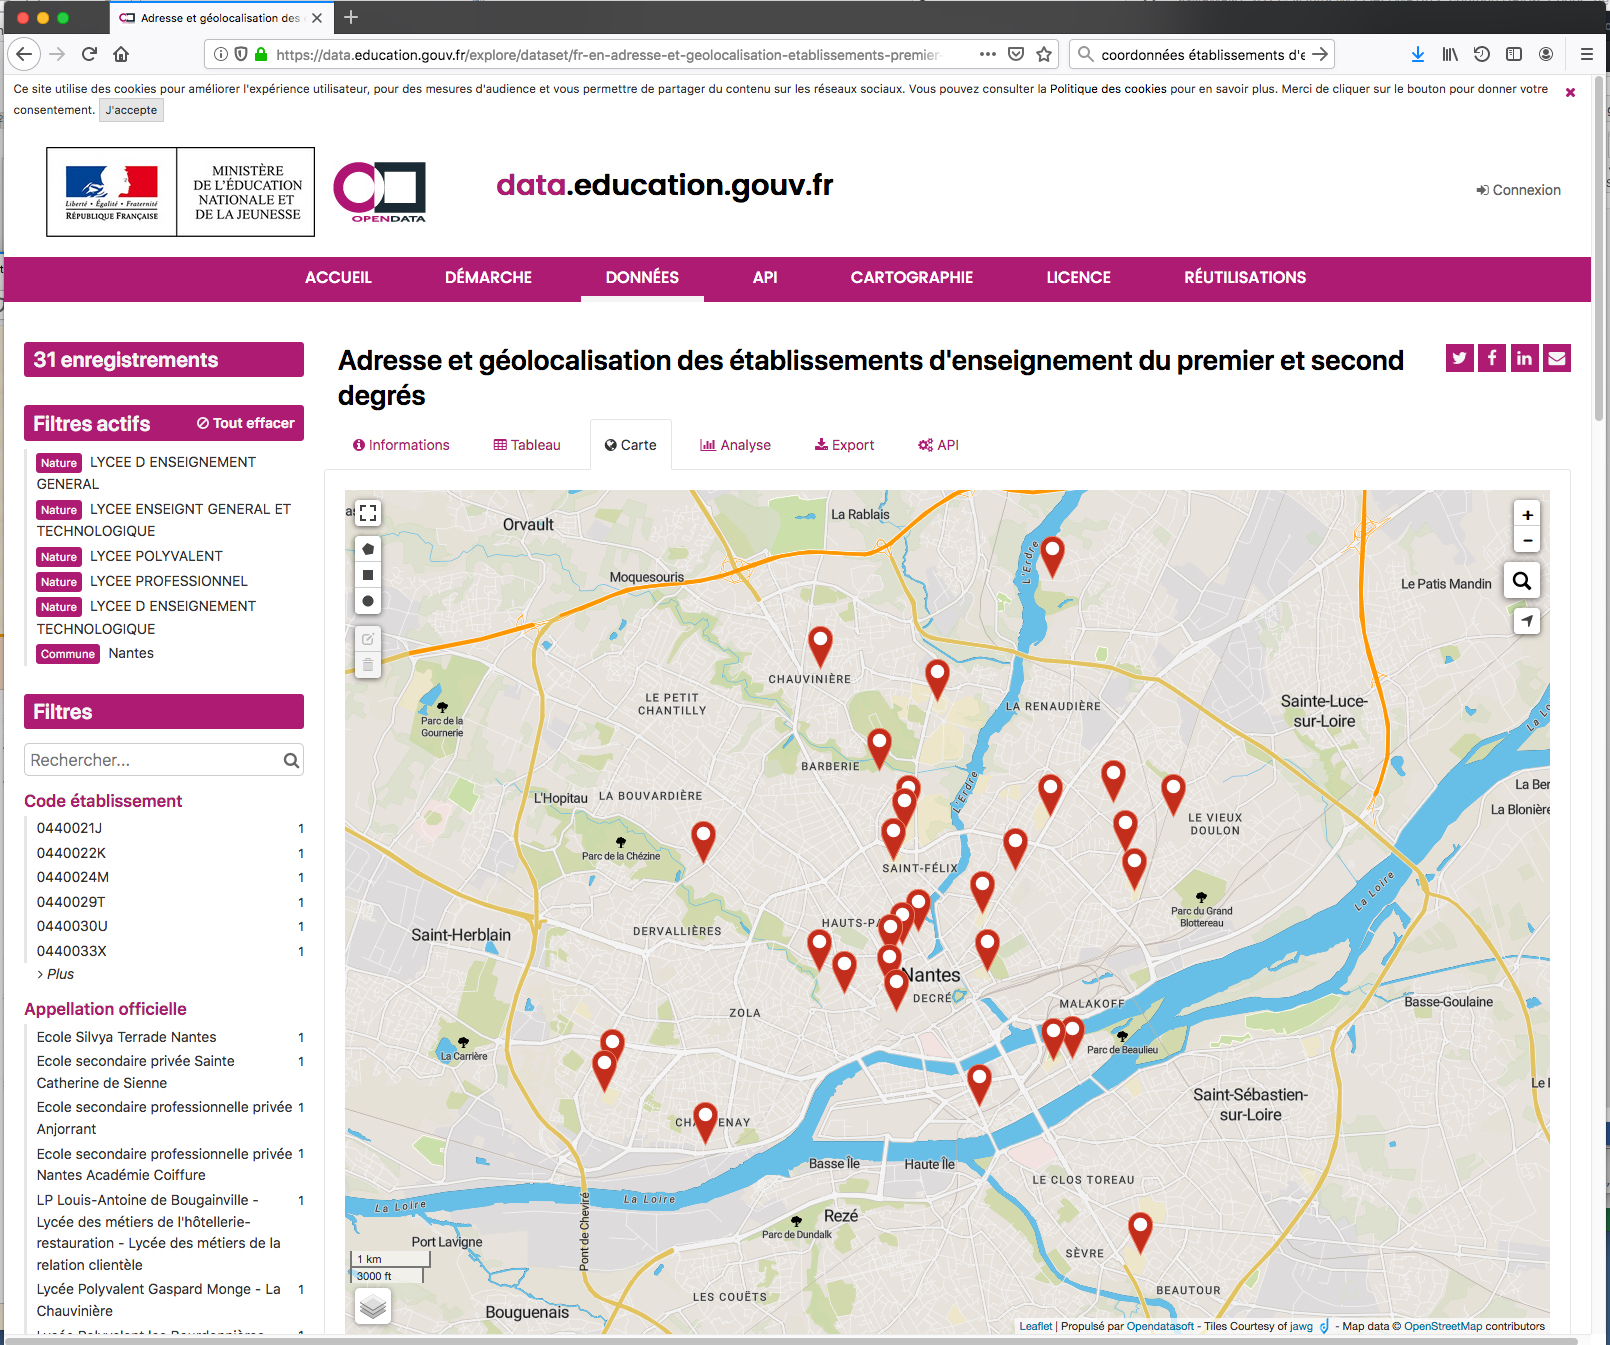 Adresse et géolocalisation des
https://data.education.gouv.fr/explore/dataset/fr-en-adresse-et-geolocalisation-etablissements-premier-
coordonnées établissements d'e
Ce site utilise des cookies pour améliorer l'expérience utilisateur, pour des mesures d'audience et vous permettre de partager du contenu sur les réseaux sociaux. Vous pouvez consulter la Politique des cookies pour en savoir plus. Merci de cliquer sur le bouton pour donner votre
consentement. J'accepte
Liberté • Égalité • Fraternité
RÉPUBLIQUE FRANÇAISE
MINISTÈRE
DE L'ÉDUCATION
NATIONALE ET
DE LA JEUNESSE
OPENDATA
data.education.gouv.fr
Connexion
ACCUEIL DÉMARCHE DONNÉES API CARTOGRAPHIE LICENCE RÉUTILISATIONS
31 enregistrements
Filtres actifs Tout effacer
Nature LYCEE D ENSEIGNEMENT
GENERAL
Nature LYCEE ENSEIGNT GENERAL ET
TECHNOLOGIQUE
Nature LYCEE POLYVALENT
Nature LYCEE PROFESSIONNEL
Nature LYCEE D ENSEIGNEMENT
TECHNOLOGIQUE
Commune Nantes
Filtres
Rechercher...
Code établissement
0440021J 1
0440022K 1
0440024M 1
0440029T 1
0440030U 1
0440033X 1
> Plus
Appellation officielle
Ecole Silvya Terrade Nantes 1
Ecole secondaire privée Sainte 1
Catherine de Sienne
Ecole secondaire professionnelle privée 1
Anjorrant
Ecole secondaire professionnelle privée 1
Nantes Académie Coiffure
LP Louis-Antoine de Bougainville - 1
Lycée des métiers de l'hôtellerie-
restauration - Lycée des métiers de la
relation clientèle
Lycée Polyvalent Gaspard Monge - La 1
Chauvinière
Lycée Polyvalent les Bourdonnières 1
Adresse et géolocalisation des établissements d'enseignement du premier et second
degrés
Informations Tableau Carte Analyse Export API
+
-
Orvault
La Rablais
L'Erdre
Moquesouris
Le Patis Mandin
CHAUVINIÈRE
LE PETIT
CHANTILLY
LA RENAUDIÈRE
Sainte-Luce-
sur-Loire
La Lo
Parc de la
Gournerie
BARBERIE
L'Erdre
La Ber
L'Hopitau
LA BOUVARDIÈRE
La Blonière
LE VIEUX
DOULON
Parc de la Chézine
SAINT-FÉLIX
La Loire
Parc du Grand
Blottereau
HAUTS-PA
DERVALLIÈRES
Saint-Herblain
Nantes
DECRÉ
MALAKOFF
Basse-Goulaine
ZOLA
La Carrière
Parc de Beaulieu
Le
Saint-Sébastien-
sur-Loire
CH ENAY
Basse Île
Haute Île
LE CLOS TOREAU
La Loire
La Loire
Pont de Cheviré
Rezé
Parc de Dundalk
Port Lavigne
SÈVRE
1 km
3000 ft
BEAUTOUR
LES COUËTS
Bouguenais
Leaflet | Propulsé par Opendatasoft - Tiles Courtesy of jawg - Map data © OpenStreetMap contributors